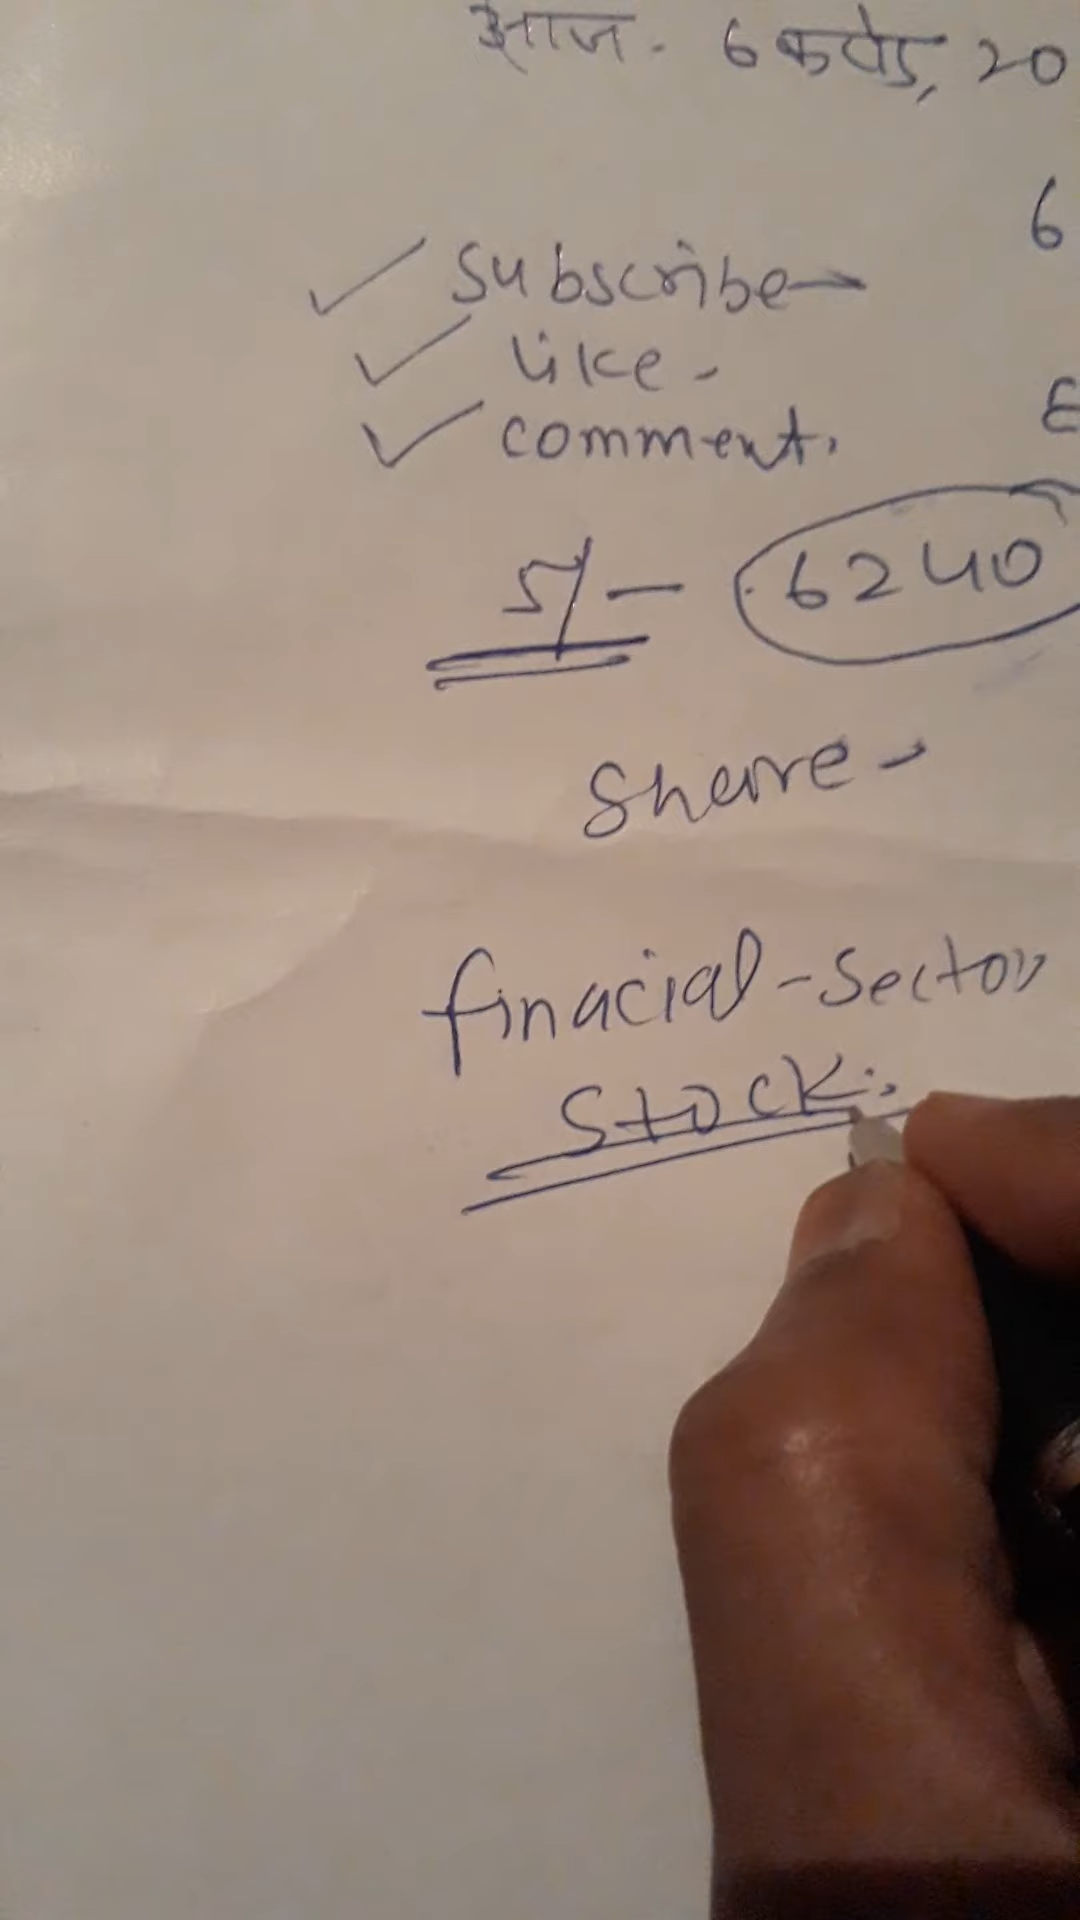 आज - 6 करोड़, 20
6
Subscribe
like -
comment.
E
5/- 6240
Share -
finacial - Sector
Stock :-